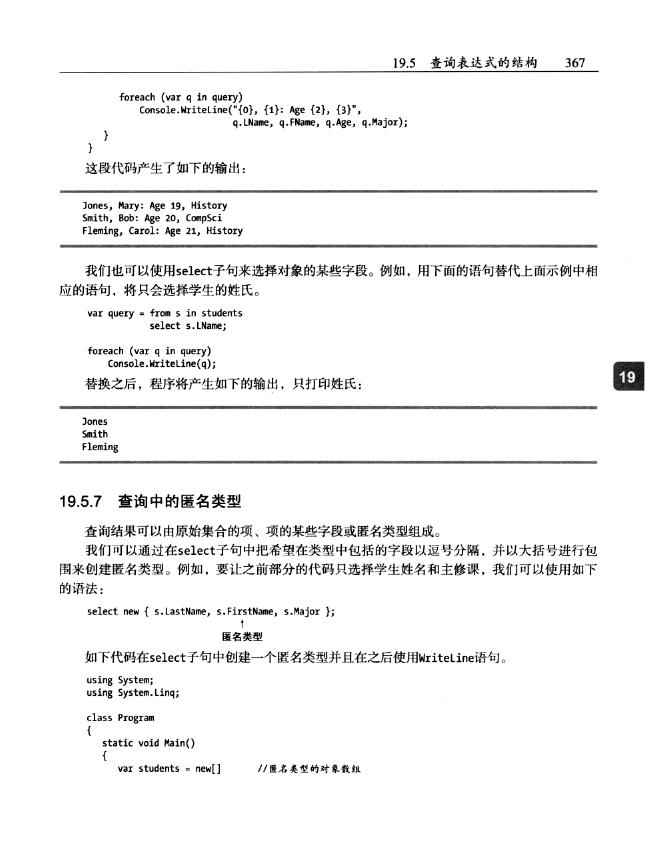 19.5 查询表达式的结构 367
foreach (var q in query)
Console.WriteLine("{0}, {1}: Age {2}, {3}",
q.LName, q.FName, q.Age, q.Major);
}
}
这段代码产生了如下的输出：
Jones, Mary: Age 19, History
Smith, Bob: Age 20, CompSci
Fleming, Carol: Age 21, History
我们也可以使用select子句来选择对象的某些字段。例如，用下面的语句替代上面示例中相
应的语句，将只会选择学生的姓氏。
var query = from s in students
select s.LName;
foreach (var q in query)
Console.WriteLine(q);
替换之后，程序将产生如下的输出，只打印姓氏：
19
Jones
Smith
Fleming
19.5.7 查询中的匿名类型
查询结果可以由原始集合的项、项的某些字段或匿名类型组成。
我们可以通过在select子句中把希望在类型中包括的字段以逗号分隔，并以大括号进行包
围来创建匿名类型。例如，要让之前部分的代码只选择学生姓名和主修课，我们可以使用如下
的语法：
select new { s.LastName, s.FirstName, s.Major };
↑
匿名类型
如下代码在select子句中创建一个匿名类型并且在之后使用WriteLine语句。
using System;
using System.Linq;
class Program
{
static void Main()
{
var students = new[] //匿名类型的对象数组